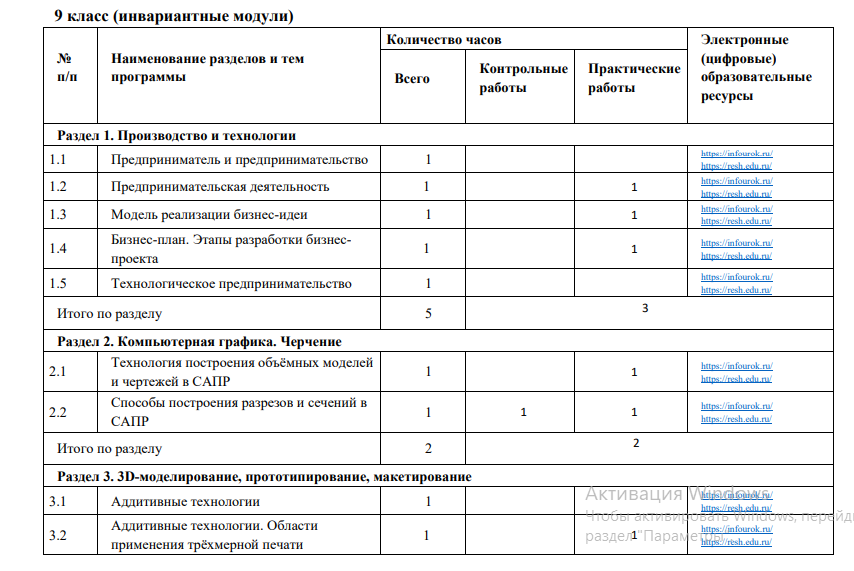 9 класс (инвариантные модули)
№ п/п Наименование разделов и тем программы Количество часов Электронные (цифровые) образовательные ресурсы
Всего Контрольные работы Практические работы
Раздел 1. Производство и технологии
1.1 Предприниматель и предпринимательство 1 https://infourok.ru/ https://resh.edu.ru/
1.2 Предпринимательская деятельность 1 1 https://infourok.ru/ https://resh.edu.ru/
1.3 Модель реализации бизнес-идеи 1 1 https://infourok.ru/ https://resh.edu.ru/
1.4 Бизнес-план. Этапы разработки бизнес-проекта 1 1 https://infourok.ru/ https://resh.edu.ru/
1.5 Технологическое предпринимательство 1 https://infourok.ru/ https://resh.edu.ru/
Итого по разделу 5 3
Раздел 2. Компьютерная графика. Черчение
2.1 Технология построения объёмных моделей и чертежей в САПР 1 1 https://infourok.ru/ https://resh.edu.ru/
2.2 Способы построения разрезов и сечений в САПР 1 1 1 https://infourok.ru/ https://resh.edu.ru/
Итого по разделу 2 2
Раздел 3. 3D-моделирование, прототипирование, макетирование
3.1 Аддитивные технологии 1 https://infourok.ru/ https://resh.edu.ru/
3.2 Аддитивные технологии. Области применения трёхмерной печати 1 1 https://infourok.ru/ https://resh.edu.ru/
Активация Windows
Чтобы активировать Windows, перейди
раздел "Параметры".